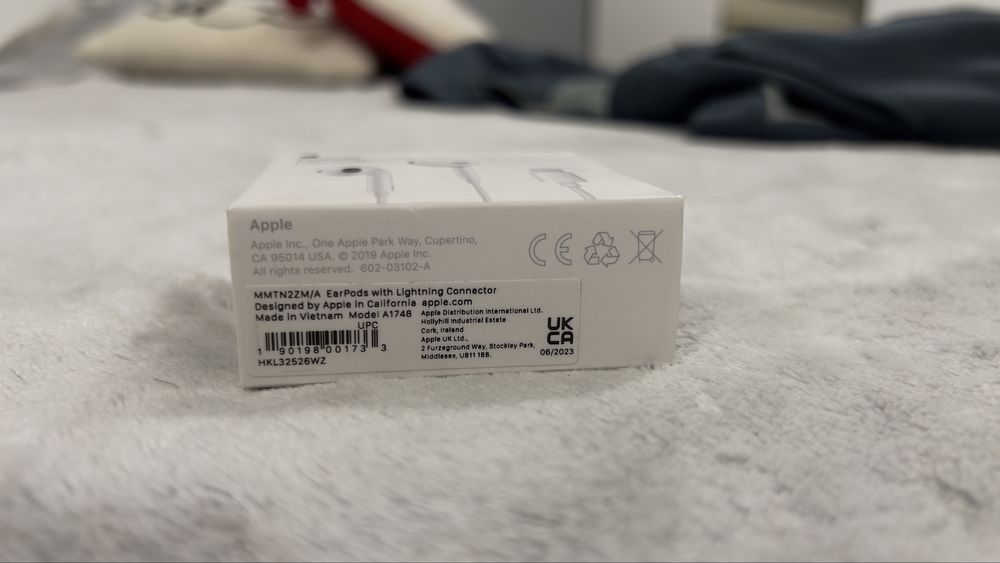 Apple
Apple Inc., One Apple Park Way, Cupertino,
CA 95014 USA. © 2019 Apple Inc.
All rights reserved. 602-03102-A
CE
MMTN2ZM/A EarPods with Lightning Connector
Designed by Apple in California apple.com
Made in Vietnam Model A1748
UPC
1 90198 00173 3
HKL32526WZ
Apple Distribution International Ltd.
Hollyhill Industrial Estate
Cork, Ireland
Apple UK Ltd.,
2 Furzeground Way, Stockley Park,
Middlesex, UB11 1BB.
UK
CA
06/2023